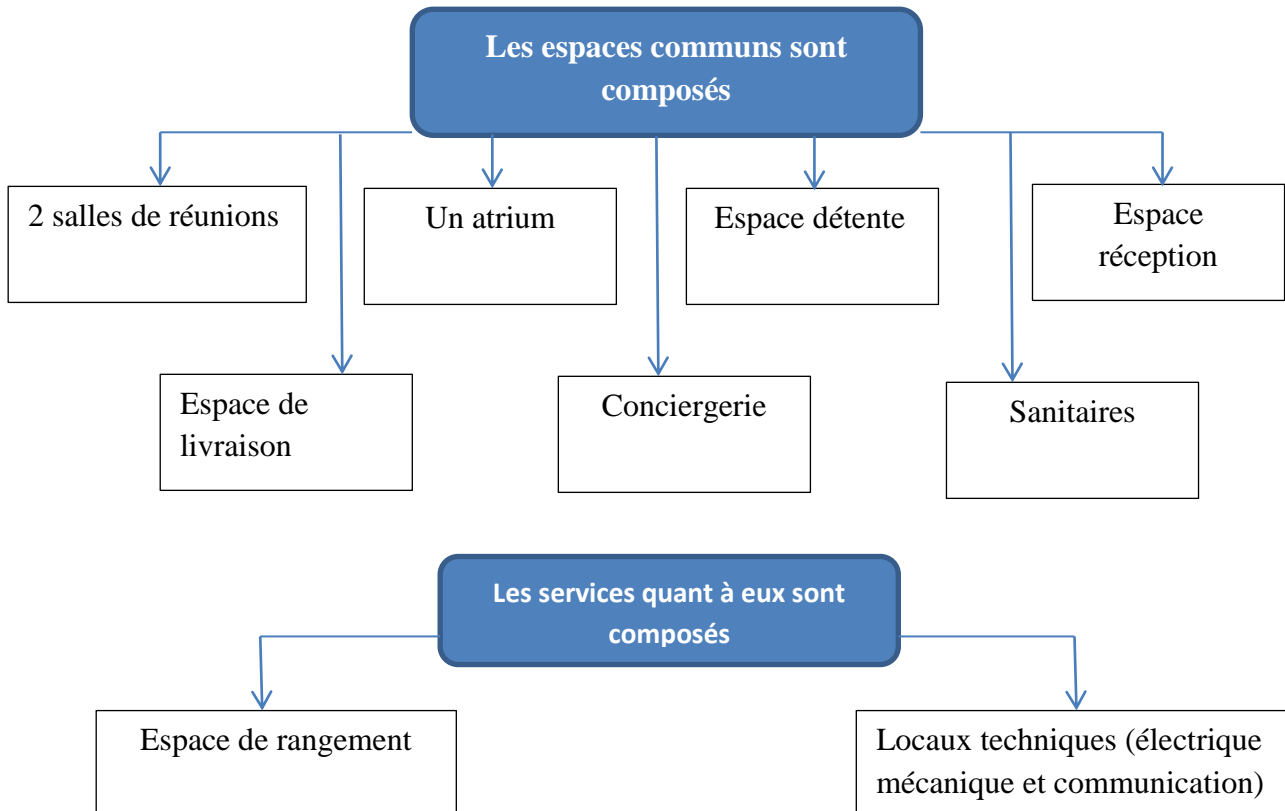 Les espaces communs sont
composés
2 salles de réunions
Un atrium
Espace détente
Espace
réception
Espace de
livraison
Conciergerie
Sanitaires
Les services quant à eux sont
composés
Espace de rangement
Locaux techniques (électrique
mécanique et communication)